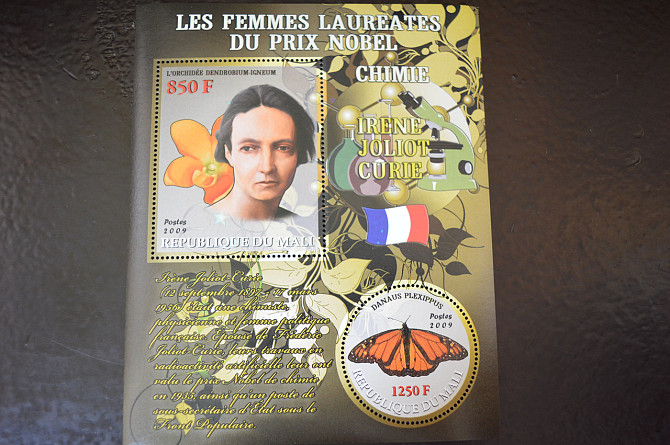 LES FEMMES LAUREATES
DU PRIX NOBEL
CHIMIE
L'ORCHIDÉE DENDROBIUM-IGNEUM
850 F
IRENE
JOLIOT
CURIE
Postes
2009
REPUBLIQUE DU MALI
Irène Joliot-Curie
(12 septembre 1897 - 17 mars
1956) était une chimiste,
physicienne et femme politique
française. Epouse de Frédéric
Joliot-Curie, leurs travaux en
radioactivité artificielle leur ont
valu le prix Nobel de chimie
en 1935, ainsi qu'un poste de
sous-secrétaire d'Etat sous le
Front Populaire.
DANAUS PLEXIPPUS
Postes
2009
1250 F
REPUBLIQUE DU MALI